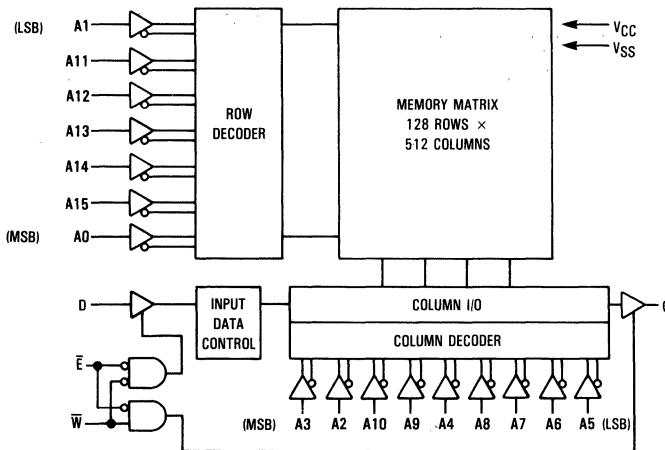 (LSB) A1
A11
A12
A13
A14
A15
(MSB) A0
ROW
DECODER
MEMORY MATRIX
128 ROWS ×
512 COLUMNS
VCC
VSS
D
INPUT
DATA
CONTROL
COLUMN I/O
COLUMN DECODER
E̅
W̅
(MSB) A3 A2 A10 A9 A4 A8 A7 A6 A5 (LSB)